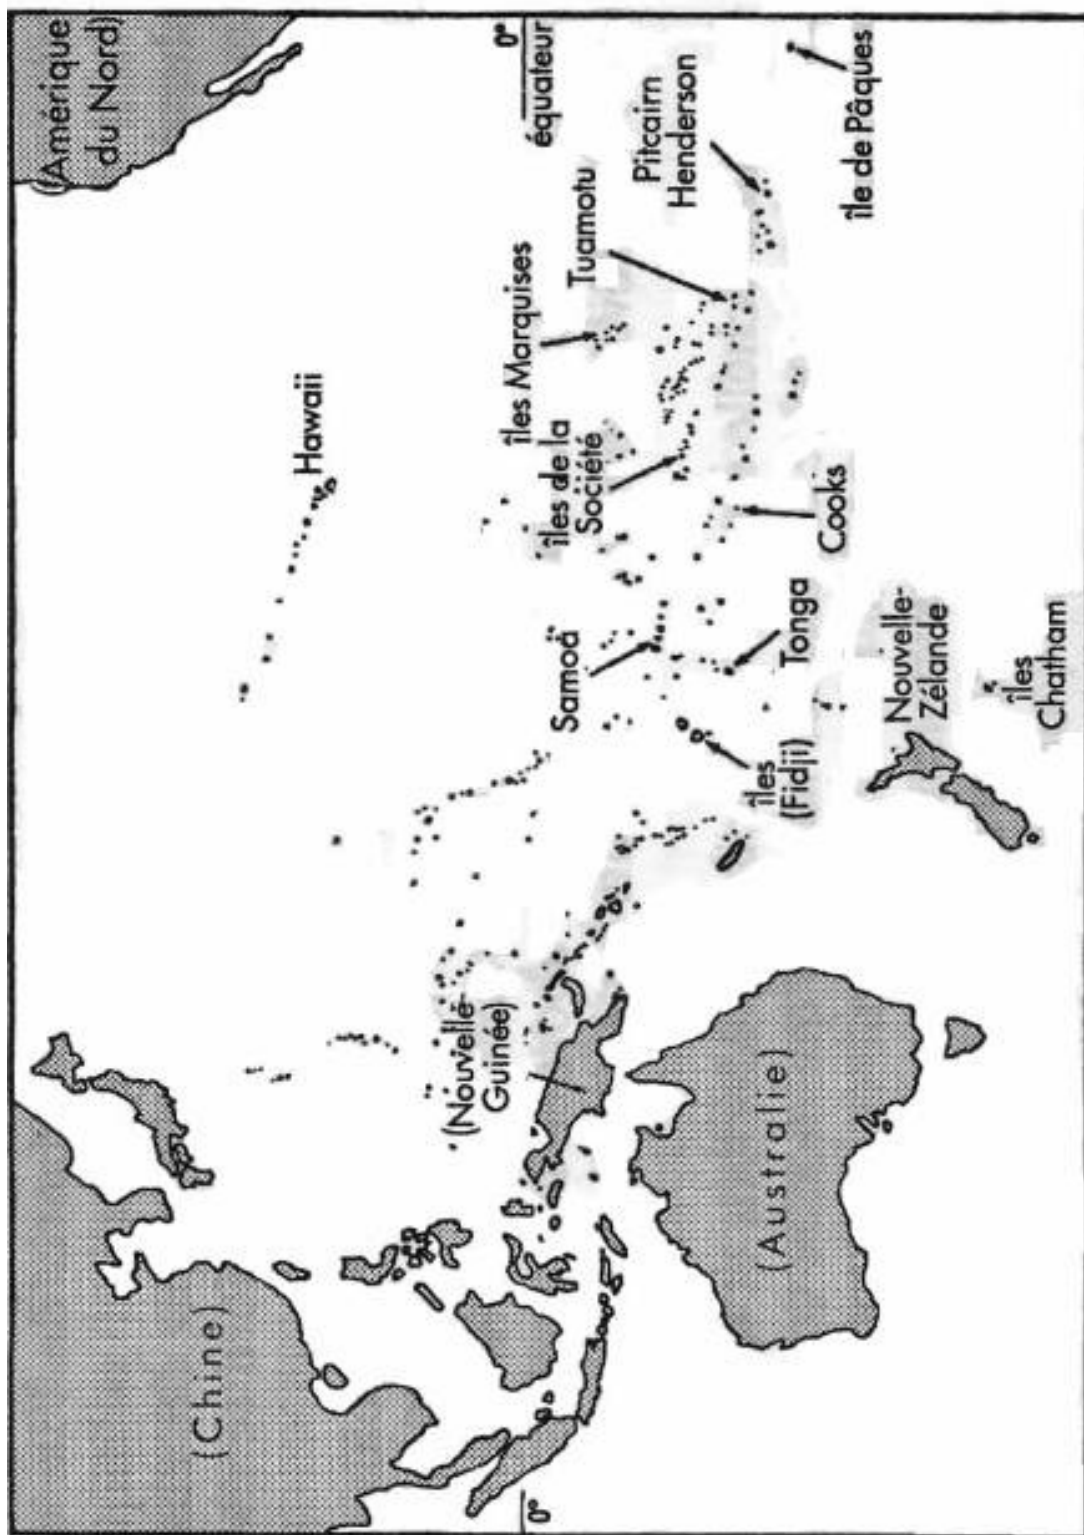 (Amérique
du Nord)
(Chine)
Hawaii
(Nouvelle-
Guinée)
0°
0°
équateur
îles Marquises
îles de la
Société
Samoa
Tuamotu
Pitcairn
Henderson
(Australie)
îles
(Fidji)
Tonga
Cooks
île de Pâques
Nouvelle-
Zélande
îles
Chatham